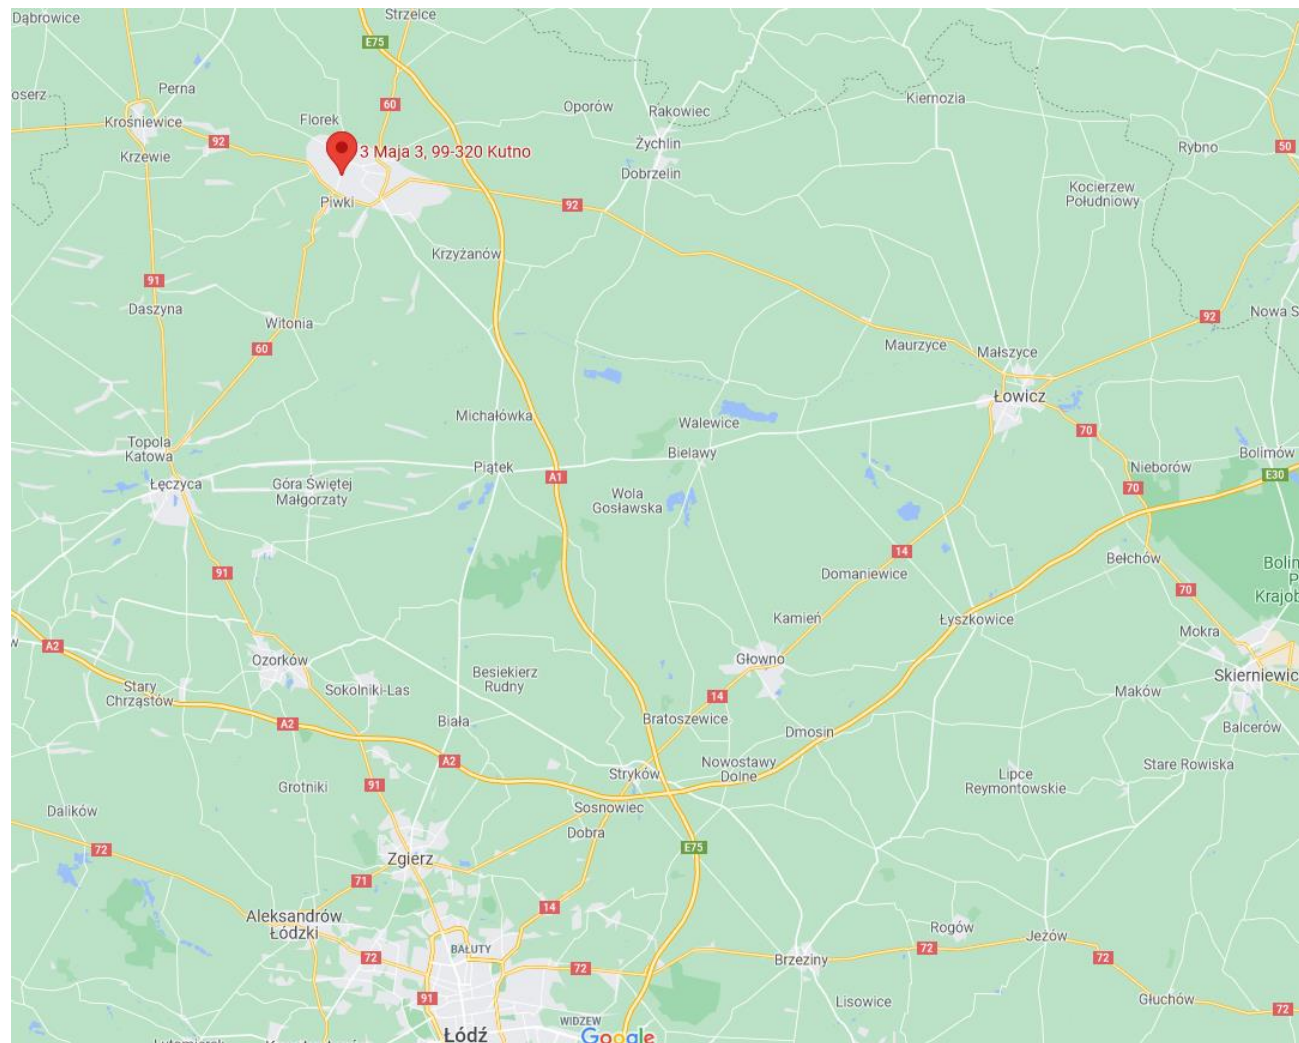 Dąbrowice
Strzelce
E75
Perna
oserz
60
Oporów
Rakowiec
Kiernozia
Krośniewice
Florek
92
Żychlin
Rybno
50
Krzewie
3 Maja 3, 99-320 Kutno
Dobrzelin
Kocierzew
Południowy
Piwki
92
Krzyżanów
91
Daszyna
Witonia
92
Nowa S
60
Maurzyce
Małszyce
Łowicz
Michałówka
Walewice
70
Topola
Katowa
Bielawy
Bolimów
Piątek
A1
Nieborów
E30
Łęczyca
Góra Świętej
Małgorzaty
Wola
Gosławska
70
14
Bełchów
Bolin
P
Krajob
91
Domaniewice
70
Kamień
Łyszkowice
Mokra
w
A2
Ozorków
Besiekierz
Rudny
Głowno
Skierniewic
Stary
Chrząstów
Sokolniki-Las
14
Maków
A2
Biała
Bratoszewice
Dmosin
Balcerów
A2
Nowostawy
Dolne
Stryków
Lipce
Reymontowskie
Stare Rowiska
Grotniki
91
Sosnowiec
Dalików
Dobra
72
Zgierz
E75
71
14
Aleksandrów
Łódzki
Rogów
Jeżów
BAŁUTY
72
72
Brzeziny
72
72
91
Lisowice
Głuchów
72
WIDZEW
Łódź
Google